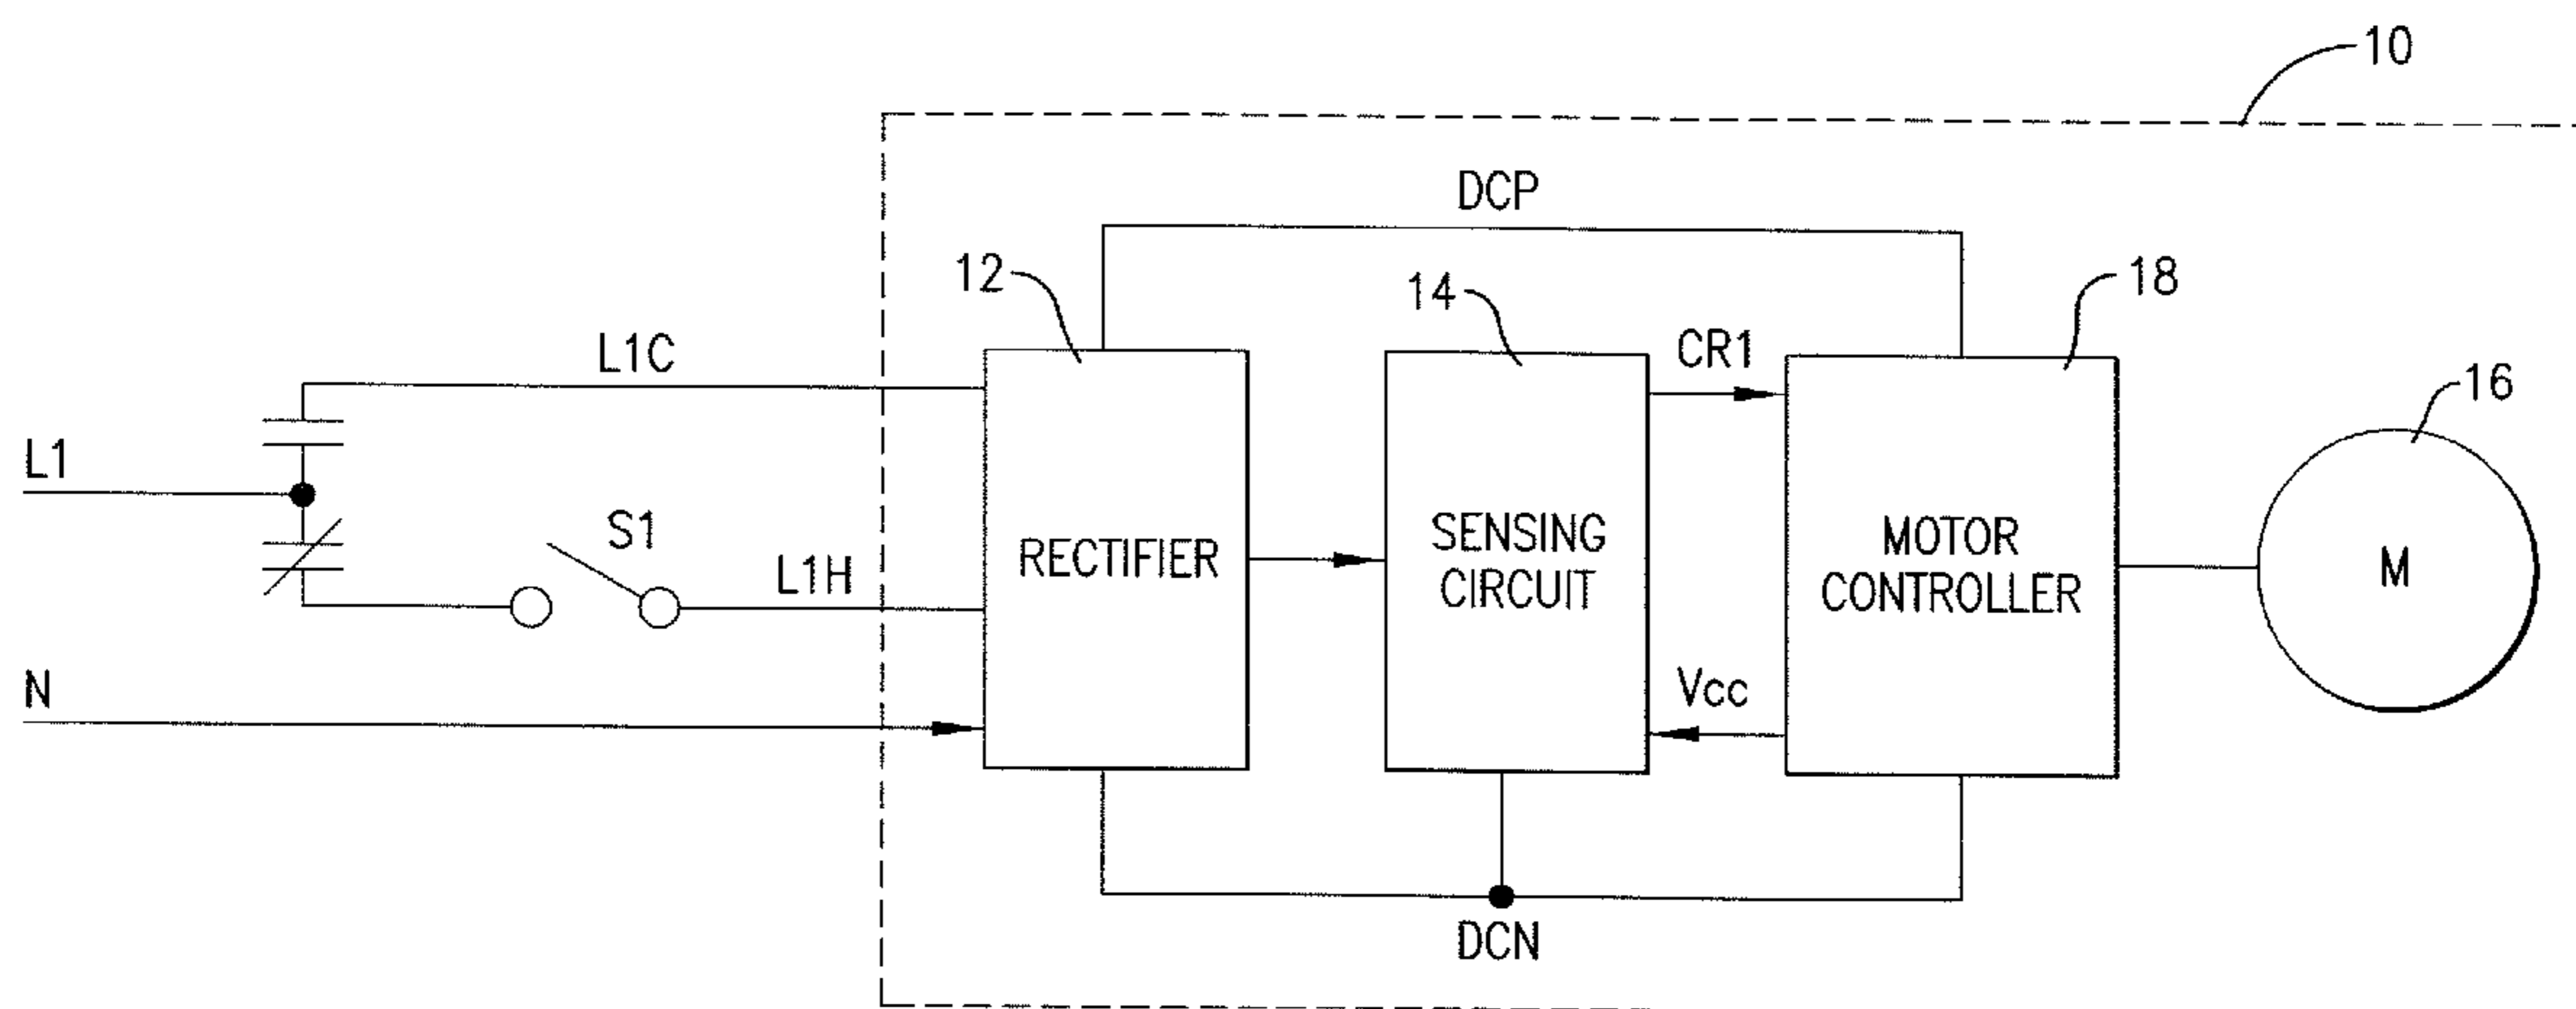 10
DCP
12
14
18
L1C
CR1
16
L1
S1
L1H
RECTIFIER
SENSING
CIRCUIT
MOTOR
CONTROLLER
M
N
Vcc
DCN